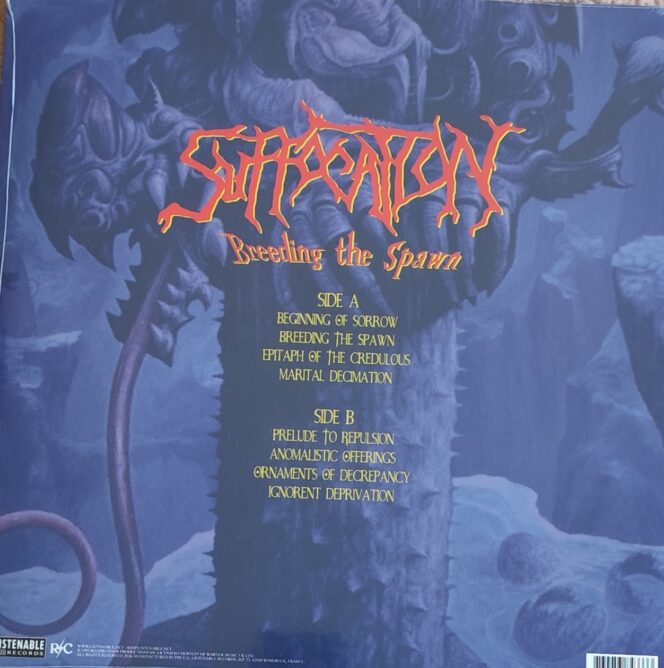 SUFFOCATION
Breeding the Spawn
SIDE A
BEGINNING OF SORROW
BREEDING THE SPAWN
EPITAPH OF THE CREDULOUS
MARITAL DECIMATION
SIDE B
PRELUDE TO REPULSION
ANOMALISTIC OFFERINGS
ORNAMENTS OF DECREPANCY
IGNORENT DEPRIVATION
LISTENABLE
RECORDS
R/C